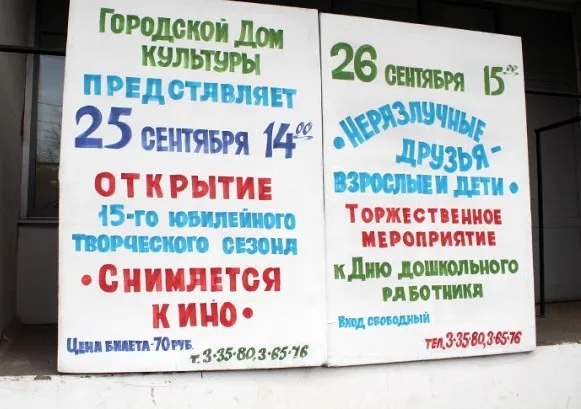 Городской Дом
культуры
представляет
25 сентября 14⁰⁰
открытие
15-го юбилейного
творческого сезона
•Снимается
кино•
Цена билета-70 руб.
т. 3-35-80, 3-65-76
26 сентября 15⁰⁰
•Неразлучные
друзья-
взрослые и дети•
Торжественное
мероприятие
к Дню дошкольного
работника
Вход свободный
тел. 3-35-80, 3-65-76